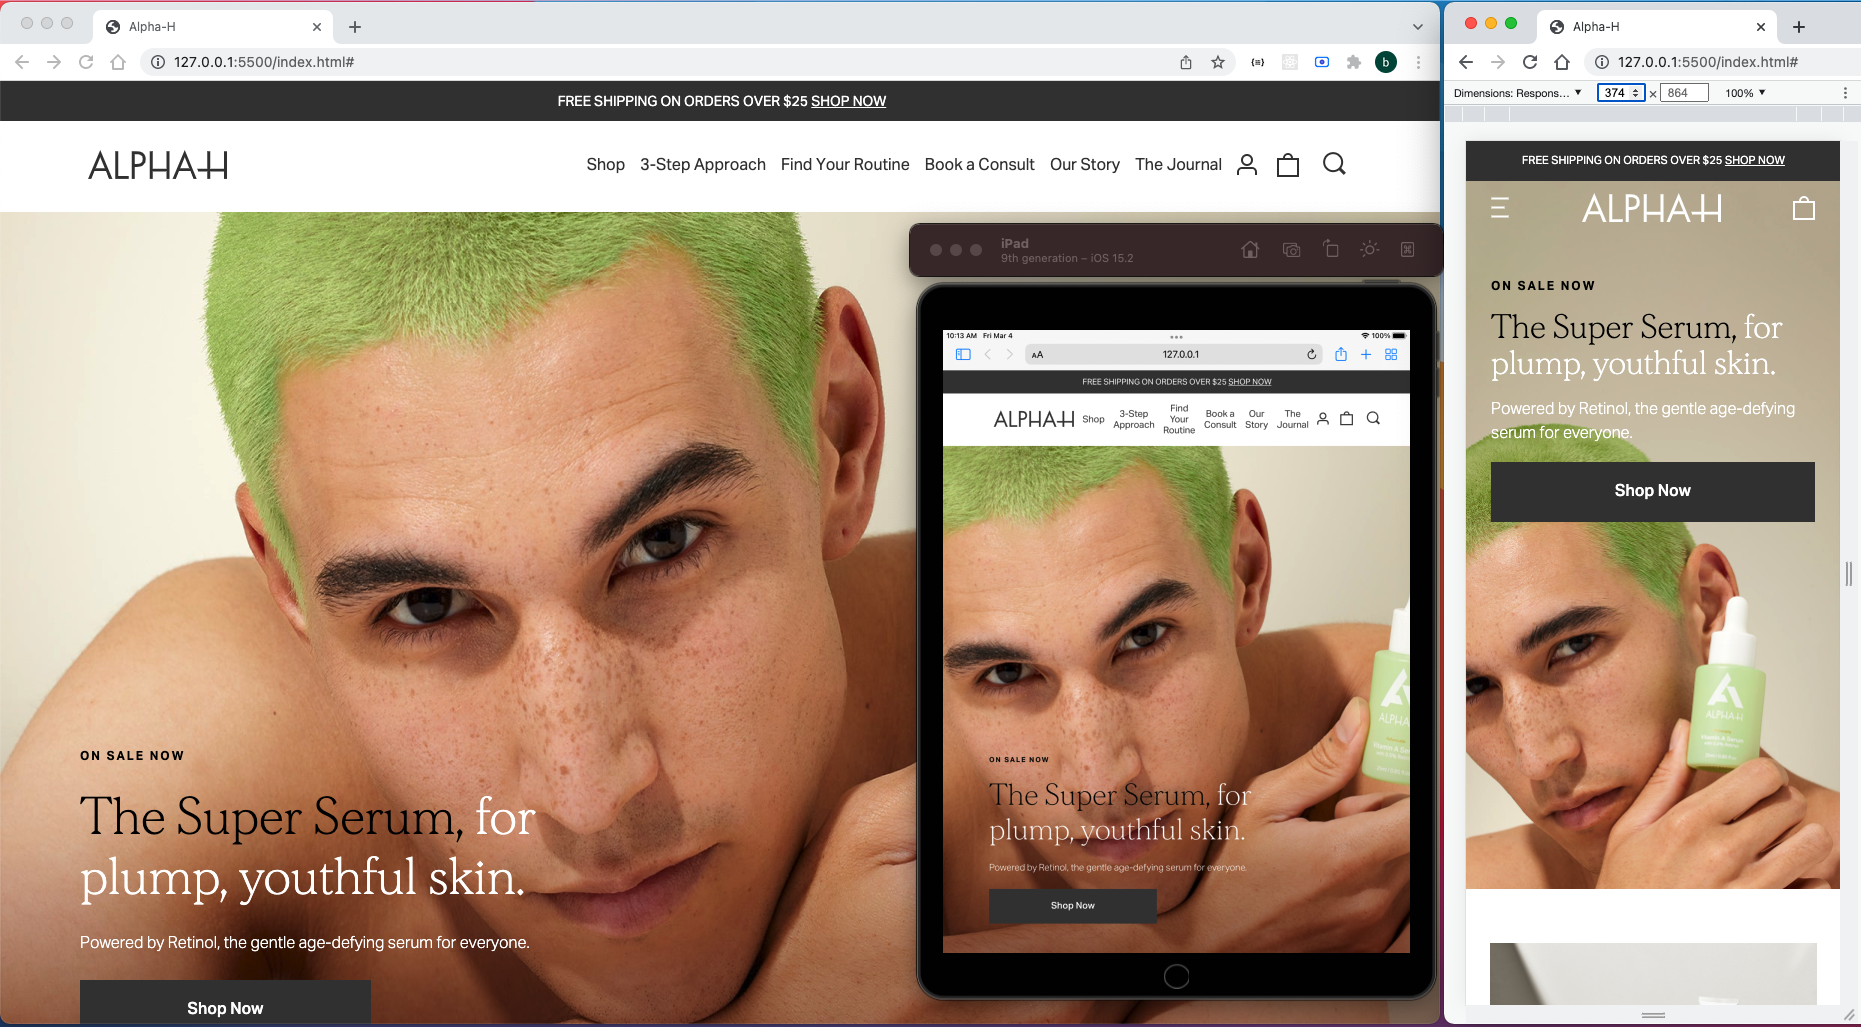 Alpha-H
127.0.0.1:5500/index.html#
b
FREE SHIPPING ON ORDERS OVER $25 SHOP NOW
ALPHA-H
Shop 3-Step Approach Find Your Routine Book a Consult Our Story The Journal
ON SALE NOW
The Super Serum, for
plump, youthful skin.
Powered by Retinol, the gentle age-defying serum for everyone.
Shop Now
iPad
9th generation – iOS 15.2
10:13 AM Fri Mar 4
100%
AA 127.0.0.1
FREE SHIPPING ON ORDERS OVER $25 SHOP NOW
ALPHA-H
Shop
3-Step
Approach
Find
Your
Routine
Book a
Consult
Our
Story
The
Journal
ALPHA-H
ON SALE NOW
The Super Serum, for
plump, youthful skin.
Powered by Retinol, the gentle age-defying serum for everyone.
Shop Now
Alpha-H
127.0.0.1:5500/index.html#
Dimensions: Respons... 374 × 864 100%
FREE SHIPPING ON ORDERS OVER $25 SHOP NOW
ALPHA-H
ON SALE NOW
The Super Serum, for
plump, youthful skin.
Powered by Retinol, the gentle age-defying
serum for everyone.
Shop Now
ALPHA-H
Vitamin A Serum